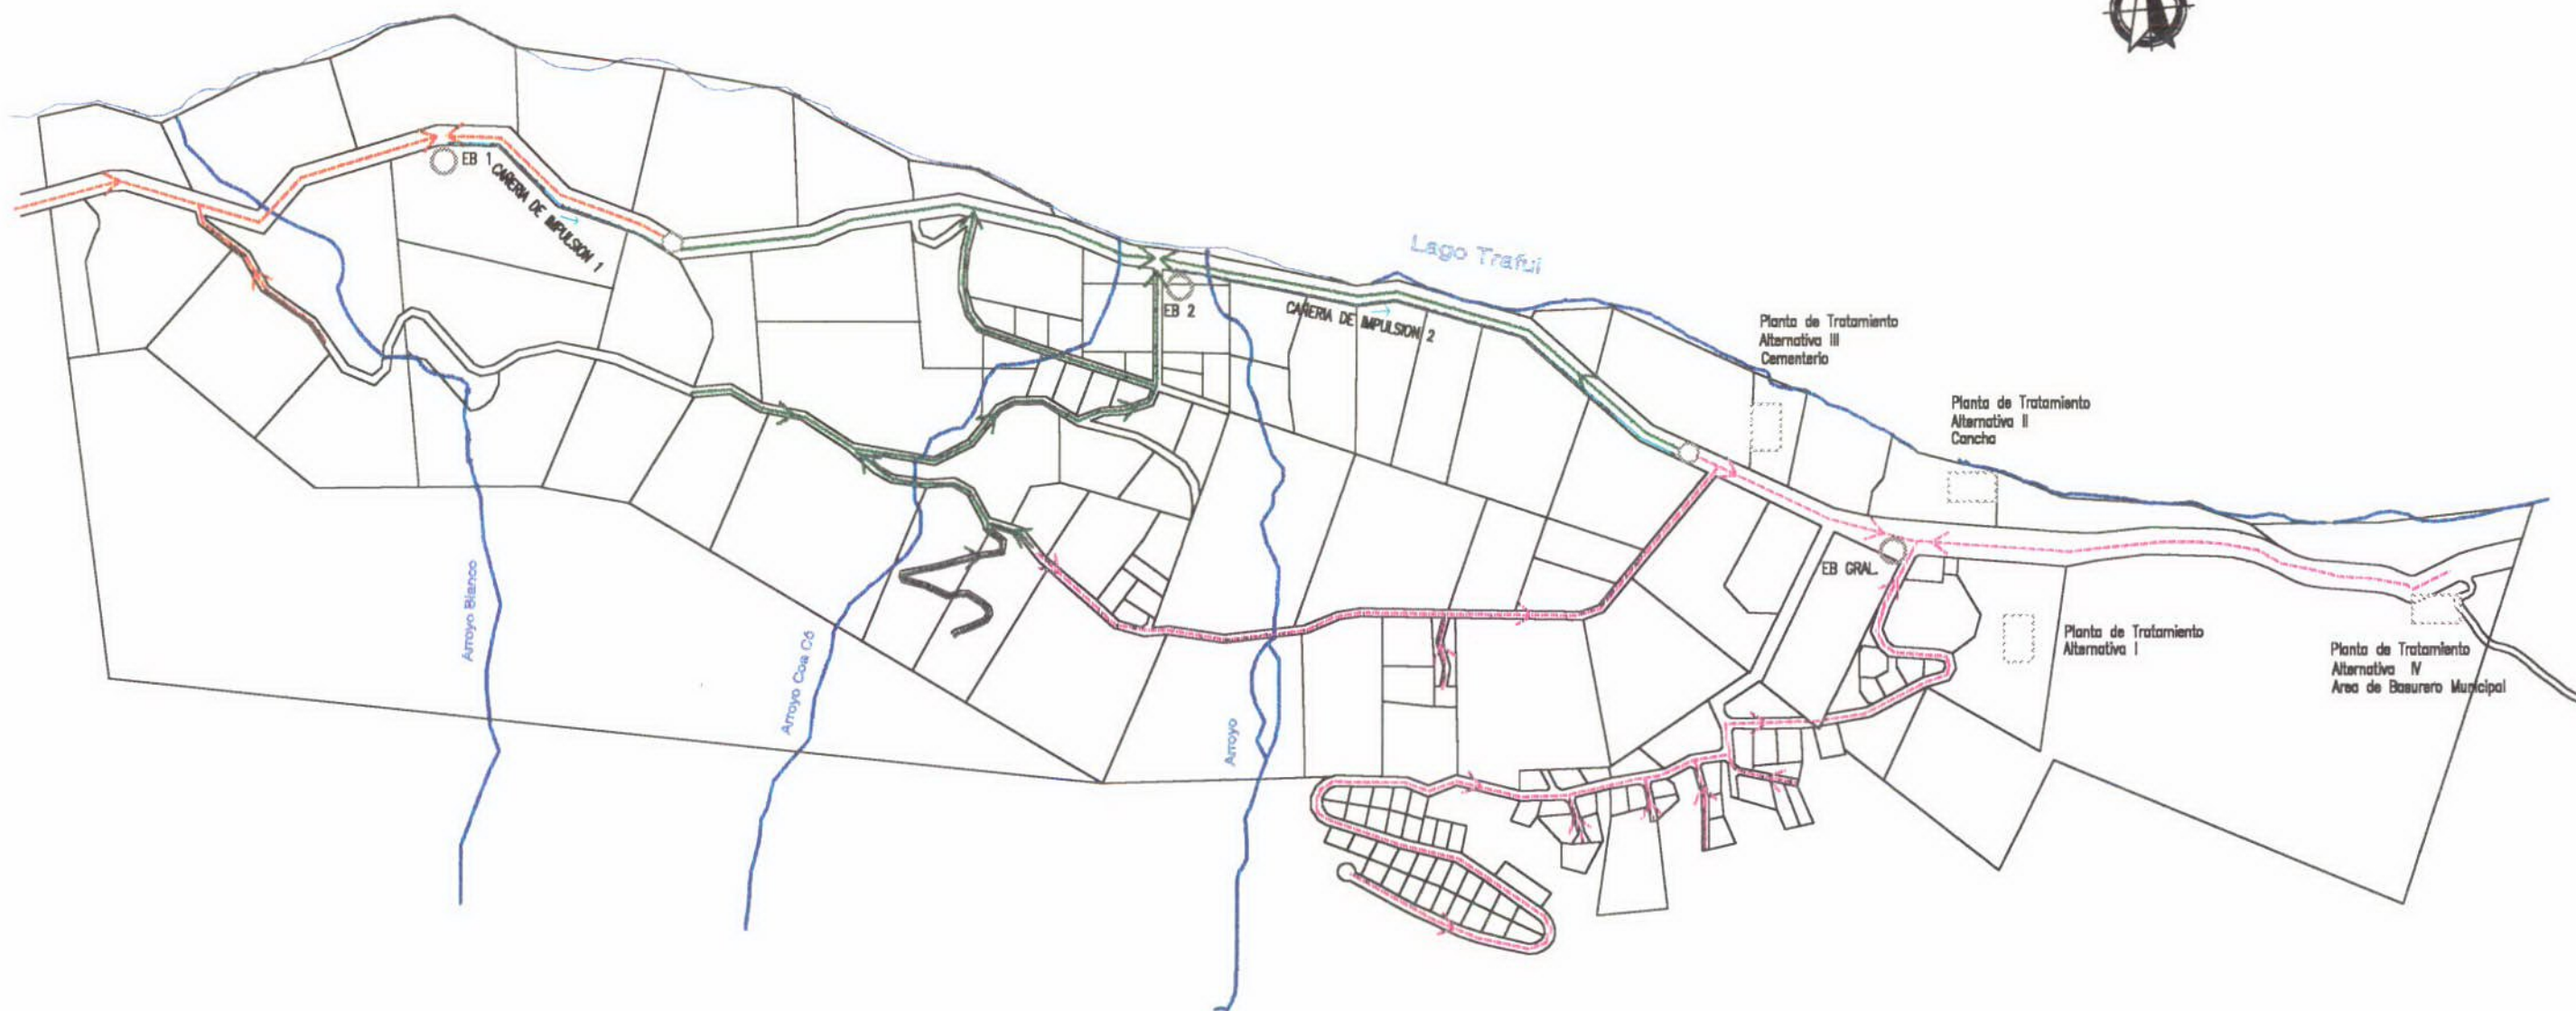 EB 1
CAÑERIA DE IMPULSION 1
Lago Traful
EB 2
CAÑERIA DE IMPULSION 2
Planta de Tratamiento
Alternativa III
Cementerio
Planta de Tratamiento
Alternativa II
Cancha
Arroyo Blanco
Arroyo Coa Có
Arroyo
EB GRAL.
Planta de Tratamiento
Alternativa I
Planta de Tratamiento
Alternativa IV
Area de Basurero Municipal